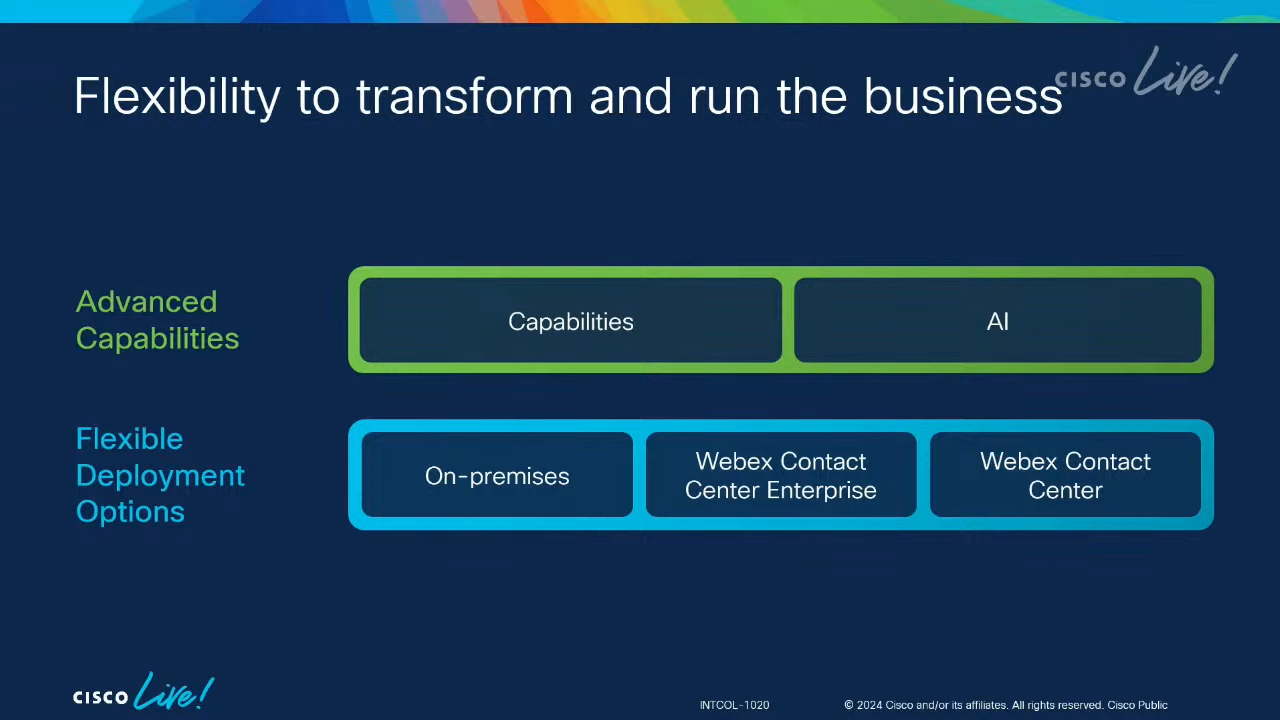 Flexibility to transform and run the business
CISCO Live!
Advanced
Capabilities
Capabilities
AI
Flexible
Deployment
Options
On-premises
Webex Contact
Center Enterprise
Webex Contact
Center
CISCO Live!
INTCOL-1020
© 2024 Cisco and/or its affiliates. All rights reserved. Cisco Public